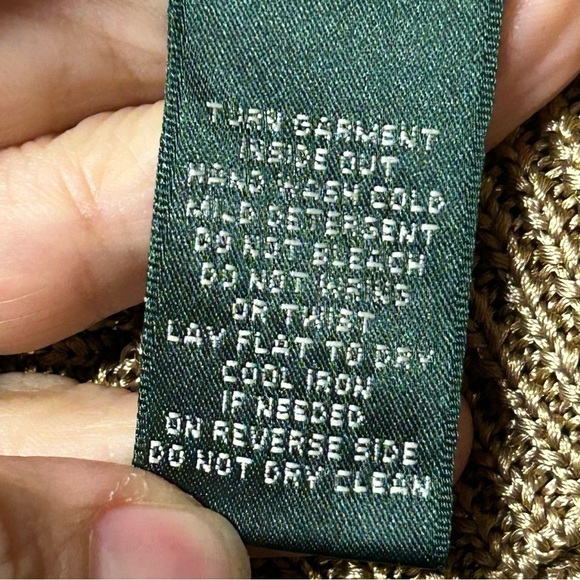 TURN GARMENT
INSIDE OUT
HAND WASH COLD
MILD DETERGENT
DO NOT BLEACH
DO NOT WRING
OR TWIST
LAY FLAT TO DRY
COOL IRON
IF NEEDED
ON REVERSE SIDE
DO NOT DRY CLEAN